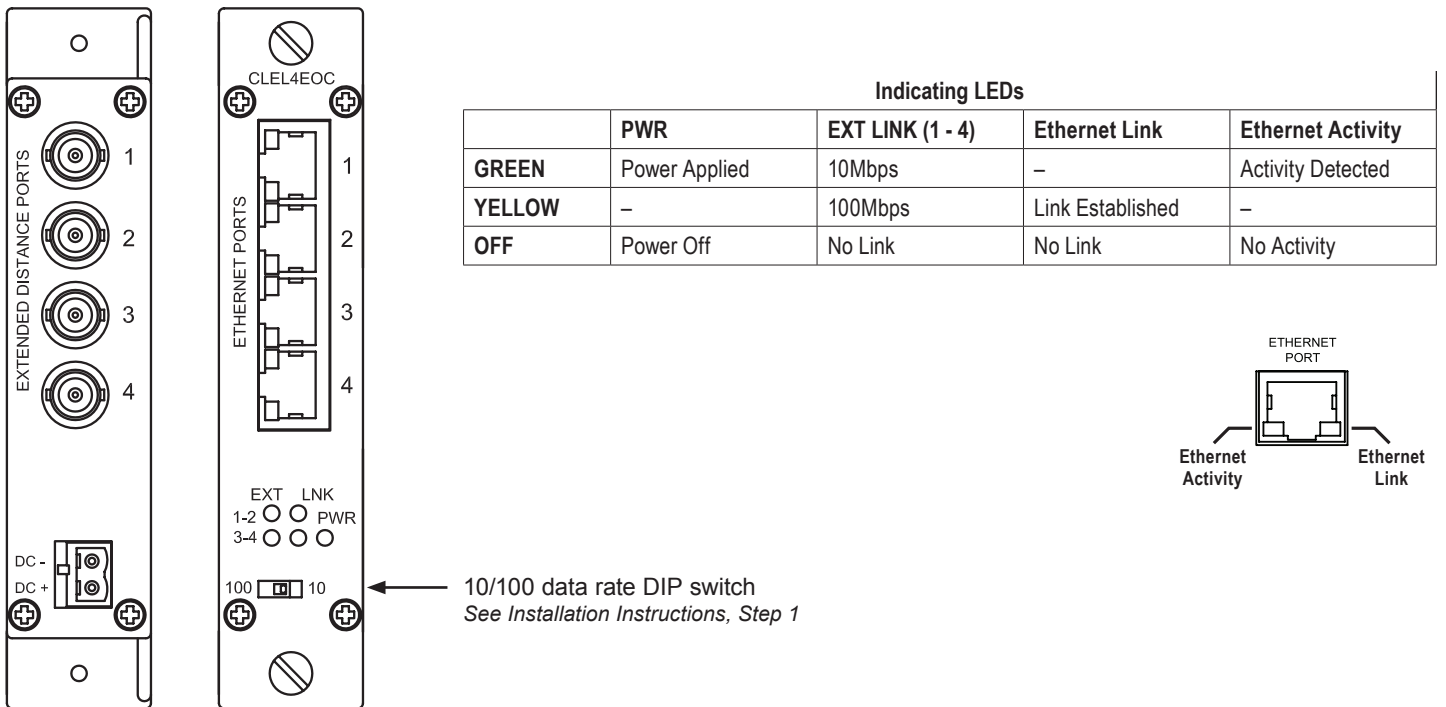 EXTENDED DISTANCE PORTS
1
2
3
4
DC -
DC +
CLEL4EOC
ETHERNET PORTS
1
2
3
4
EXT LNK
1-2 PWR
3-4
100 10
10/100 data rate DIP switch
See Installation Instructions, Step 1
Indicating LEDs
PWR EXT LINK (1 - 4) Ethernet Link Ethernet Activity
GREEN Power Applied 10Mbps – Activity Detected
YELLOW – 100Mbps Link Established –
OFF Power Off No Link No Link No Activity
ETHERNET
PORT
Ethernet
Activity
Ethernet
Link